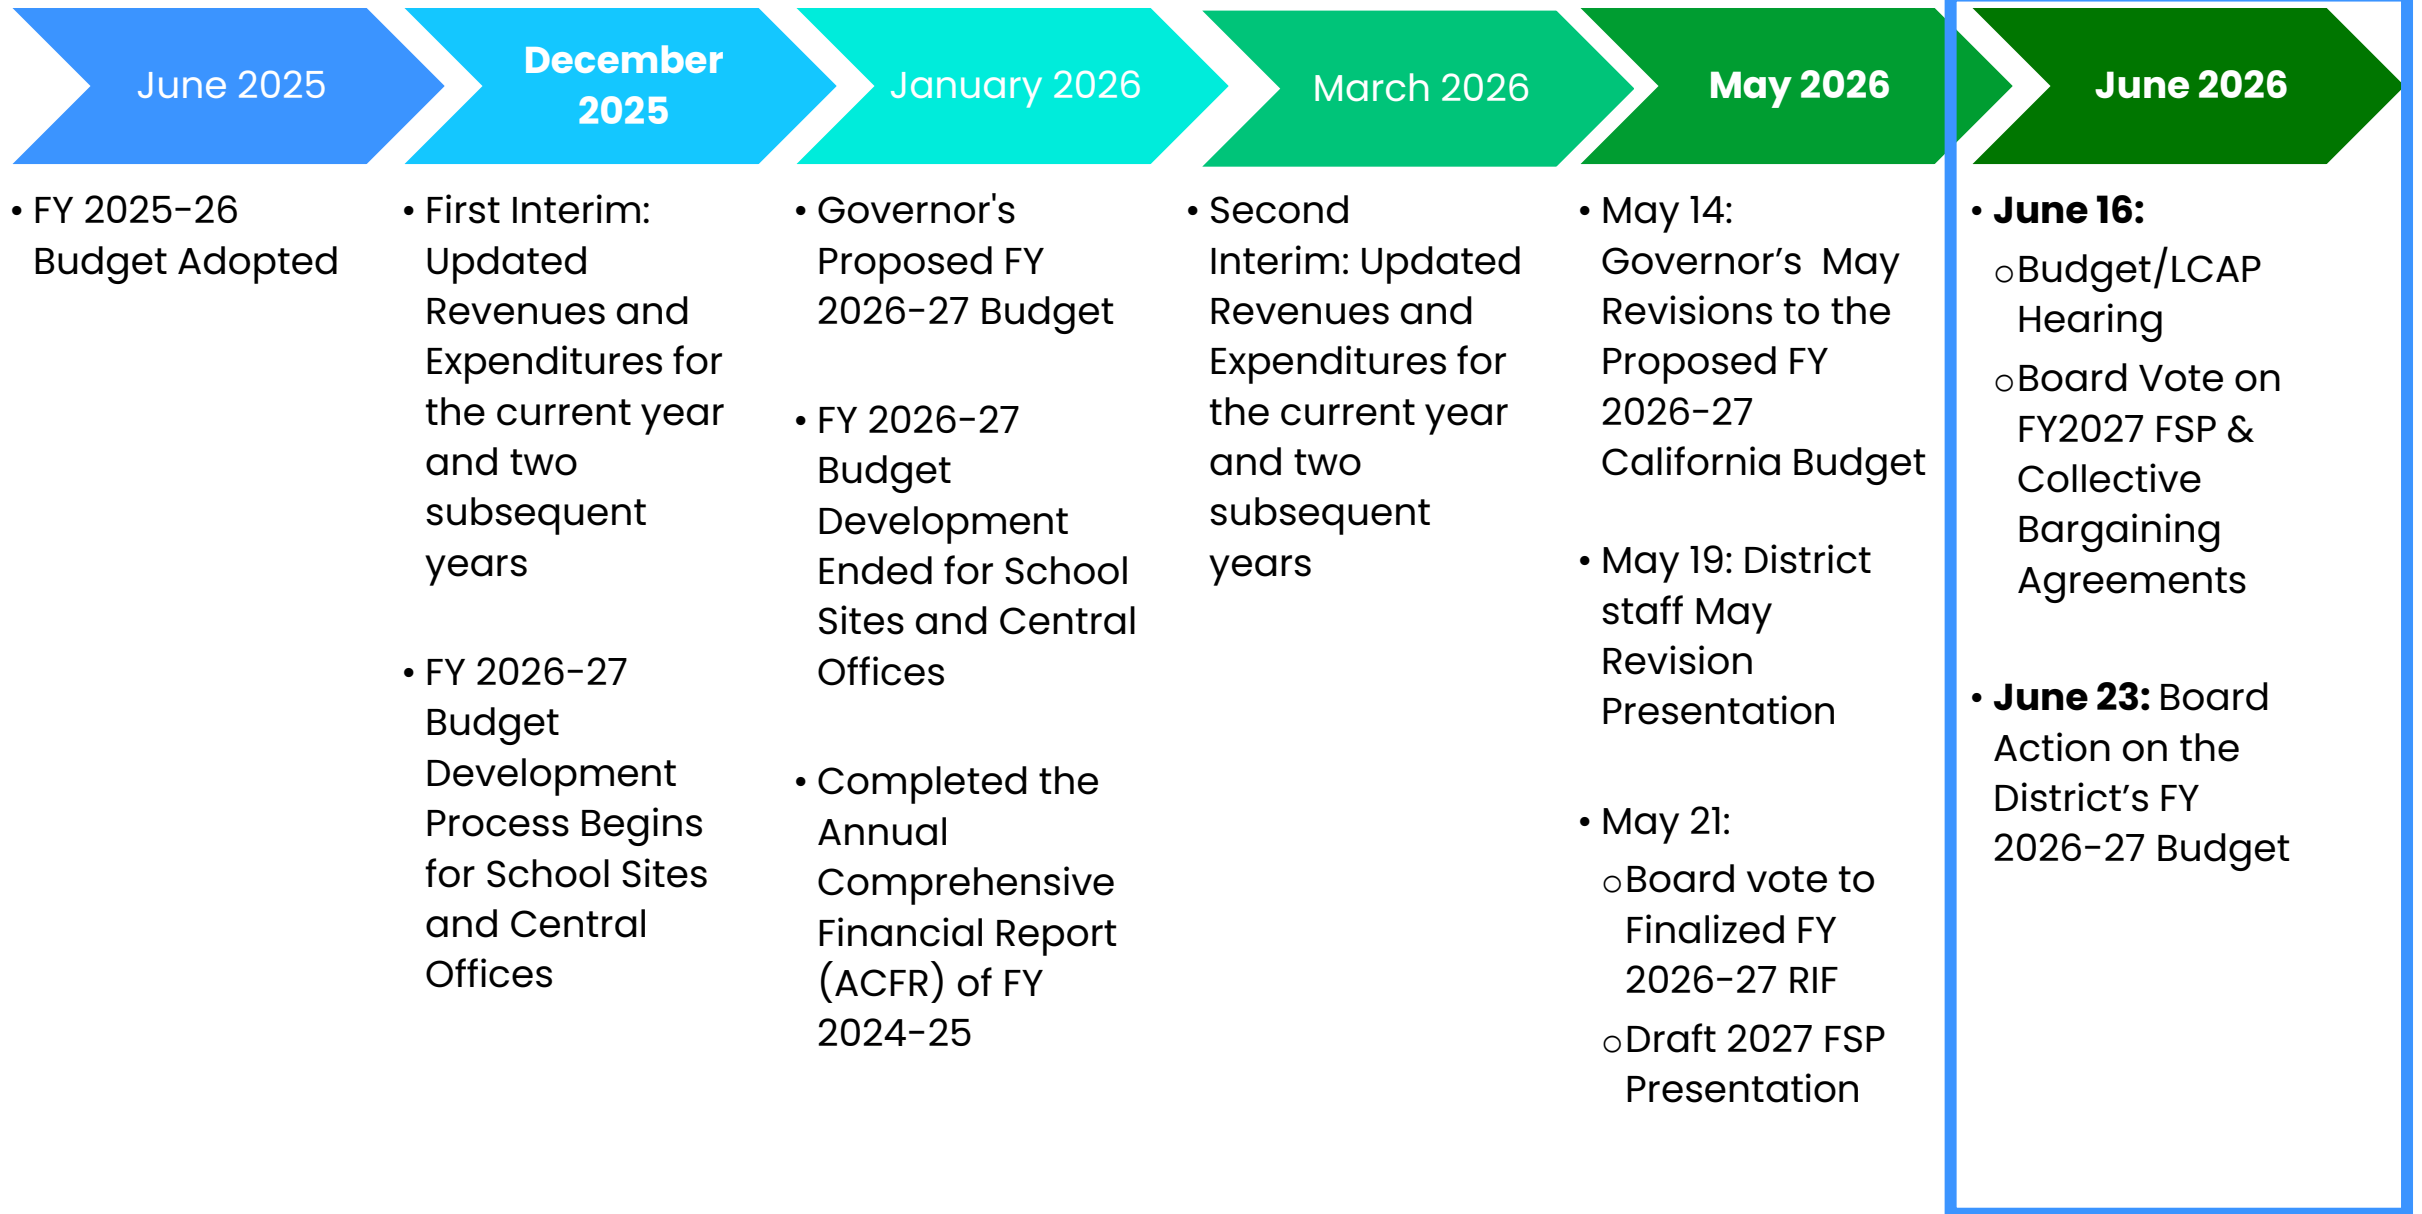 June 2025
December
2025
January 2026
March 2026
May 2026
June 2026
• FY 2025-26
Budget Adopted
• First Interim:
Updated
Revenues and
Expenditures for
the current year
and two
subsequent
years
• FY 2026-27
Budget
Development
Process Begins
for School Sites
and Central
Offices
• Governor's
Proposed FY
2026-27 Budget
• FY 2026-27
Budget
Development
Ended for School
Sites and Central
Offices
• Completed the
Annual
Comprehensive
Financial Report
(ACFR) of FY
2024-25
• Second
Interim: Updated
Revenues and
Expenditures for
the current year
and two
subsequent
years
• May 14:
Governor’s  May
Revisions to the
Proposed FY
2026-27
California Budget
• May 19: District
staff May
Revision
Presentation
• May 21:
○Board vote to
Finalized FY
2026-27 RIF
○Draft 2027 FSP
Presentation
• June 16:
○Budget/LCAP
Hearing
○Board Vote on
FY2027 FSP &
Collective
Bargaining
Agreements
• June 23: Board
Action on the
District’s FY
2026-27 Budget